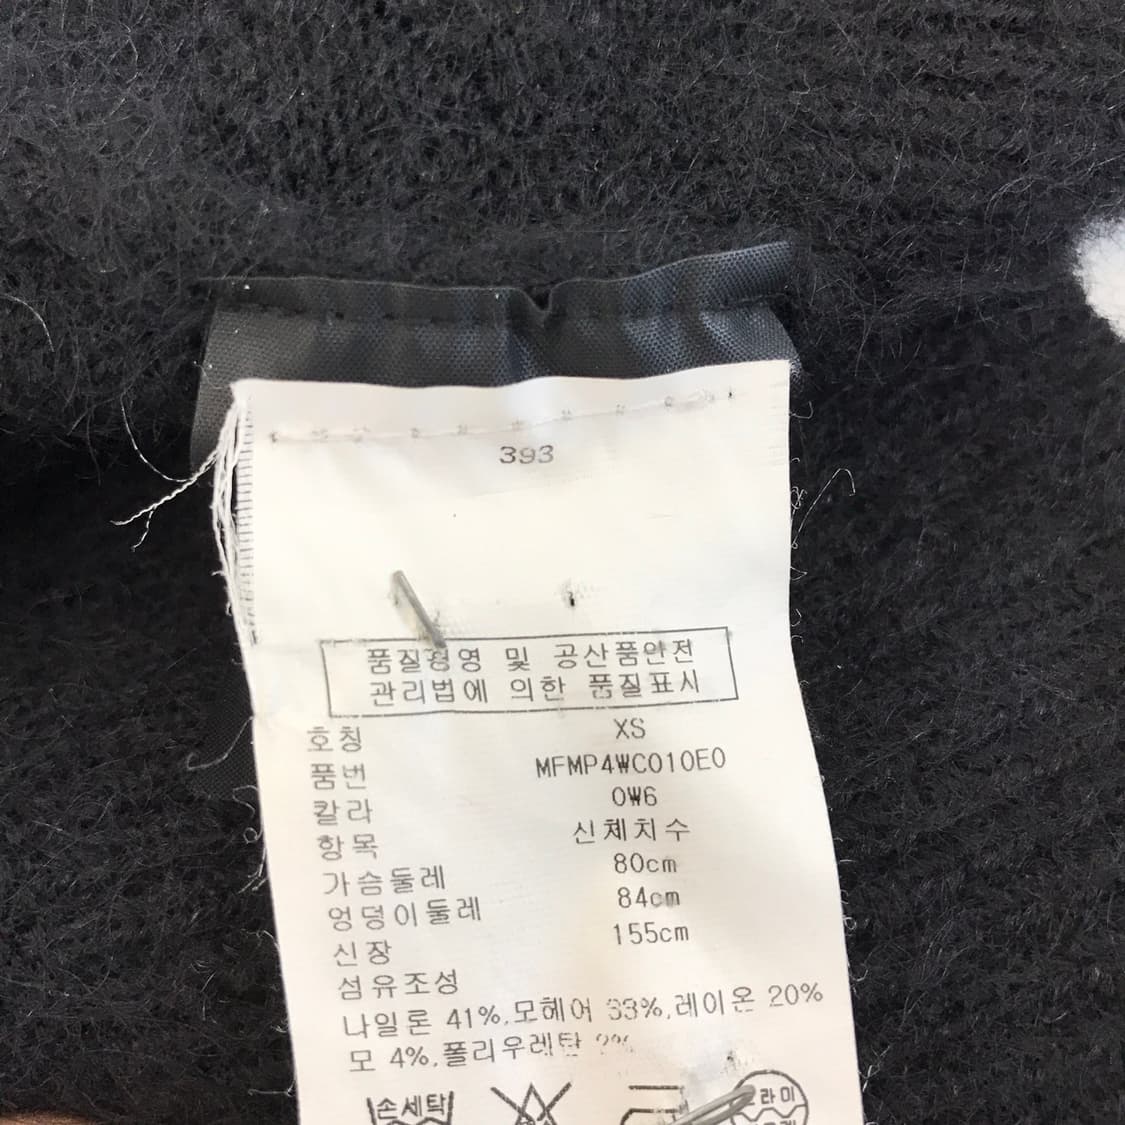 393
품질경영 및 공산품안전
관리법에 의한 품질표시
호칭 XS
품번 MFMP4WC010E0
칼라 0W6
항목 신체치수
가슴둘레 80cm
엉덩이둘레 84cm
신장 155cm
섬유조성
나일론 41%,모헤어 33%,레이온 20%
모 4%,폴리우레탄
손세탁